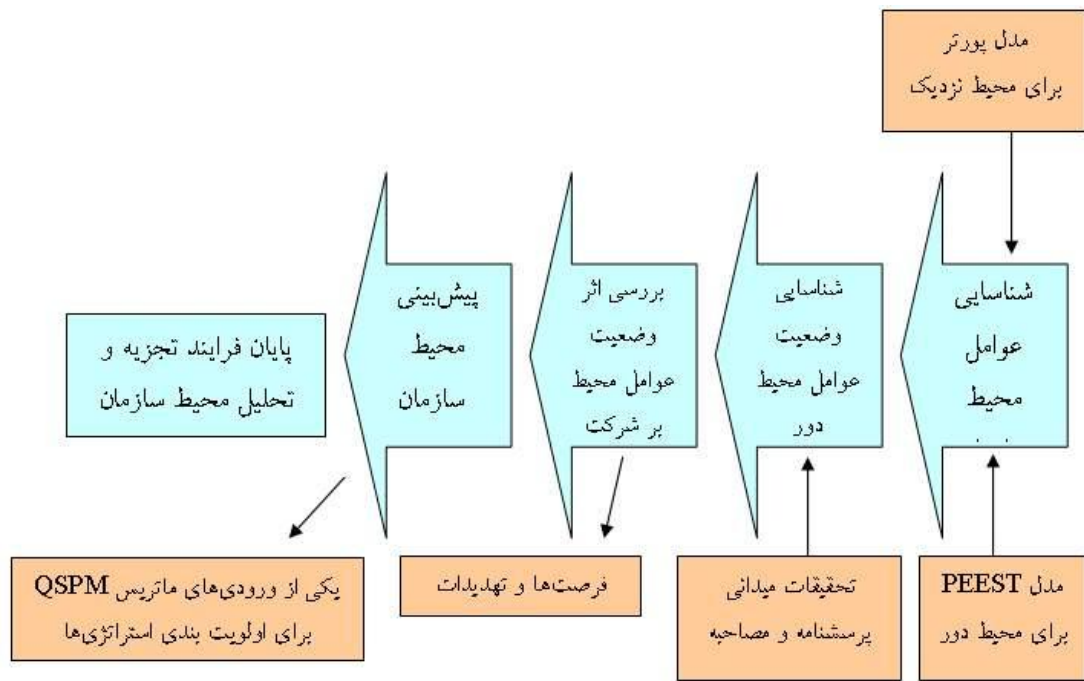 مدل پورتر
برای محیط نزدیک
شناسایی
عوامل
محیط
شناسایی
وضعیت
عوامل محیط
دور
بررسی اثر
وضعیت
عوامل محیط
بر شرکت
پیش‌بینی
محیط
سازمان
پایان فرایند تجزیه و
تحلیل محیط سازمان
مدل PEEST
برای محیط دور
تحقیقات میدانی
پرسشنامه و مصاحبه
فرصت‌ها و تهدیدات
یکی از ورودی‌های ماتریس QSPM
برای اولویت بندی استراتژی‌ها